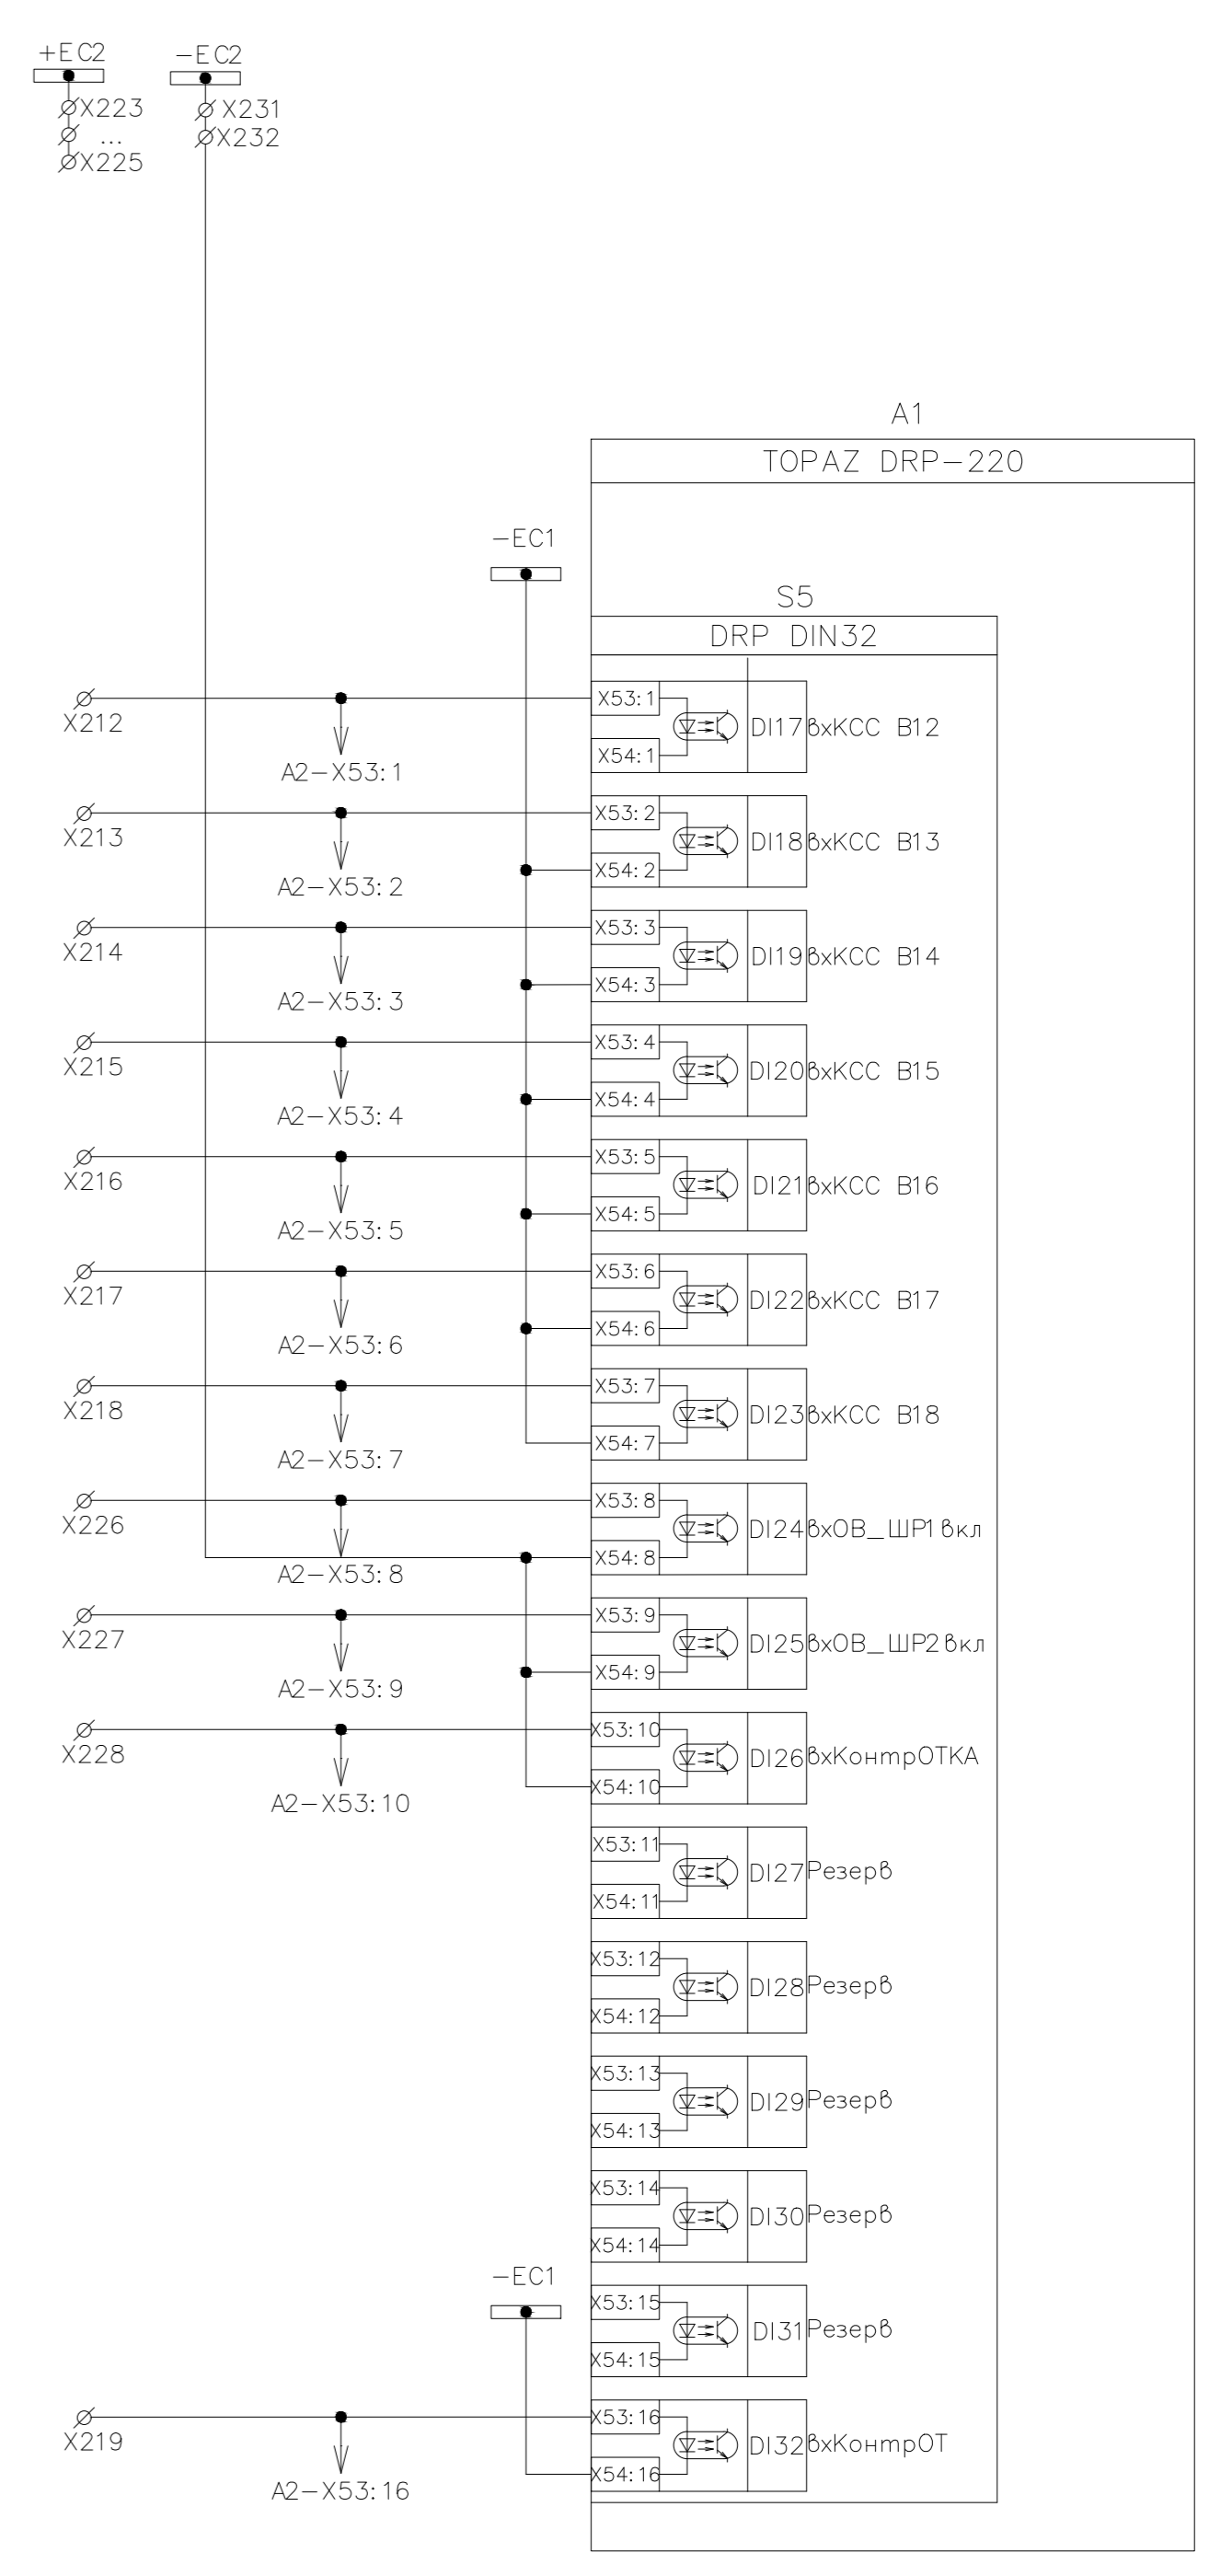 +EC2
-EC2
X223
...
X225
X231
X232
A1
TOPAZ DRP-220
-EC1
S5
DRP DIN32
X212
A2-X53:1
X53:1
X54:1
DI17
вхКСС В12
X213
A2-X53:2
X53:2
X54:2
DI18
вхКСС В13
X214
A2-X53:3
X53:3
X54:3
DI19
вхКСС В14
X215
A2-X53:4
X53:4
X54:4
DI20
вхКСС В15
X216
A2-X53:5
X53:5
X54:5
DI21
вхКСС В16
X217
A2-X53:6
X53:6
X54:6
DI22
вхКСС В17
X218
A2-X53:7
X53:7
X54:7
DI23
вхКСС В18
X226
A2-X53:8
X53:8
X54:8
DI24
вхОВ_ШР1вкл
X227
A2-X53:9
X53:9
X54:9
DI25
вхОВ_ШР2вкл
X228
A2-X53:10
X53:10
X54:10
DI26
вхКонтрОТКА
X53:11
X54:11
DI27
Резерв
X53:12
X54:12
DI28
Резерв
X53:13
X54:13
DI29
Резерв
X53:14
X54:14
DI30
Резерв
-EC1
X53:15
X54:15
DI31
Резерв
X219
A2-X53:16
X53:16
X54:16
DI32
вхКонтрОТ